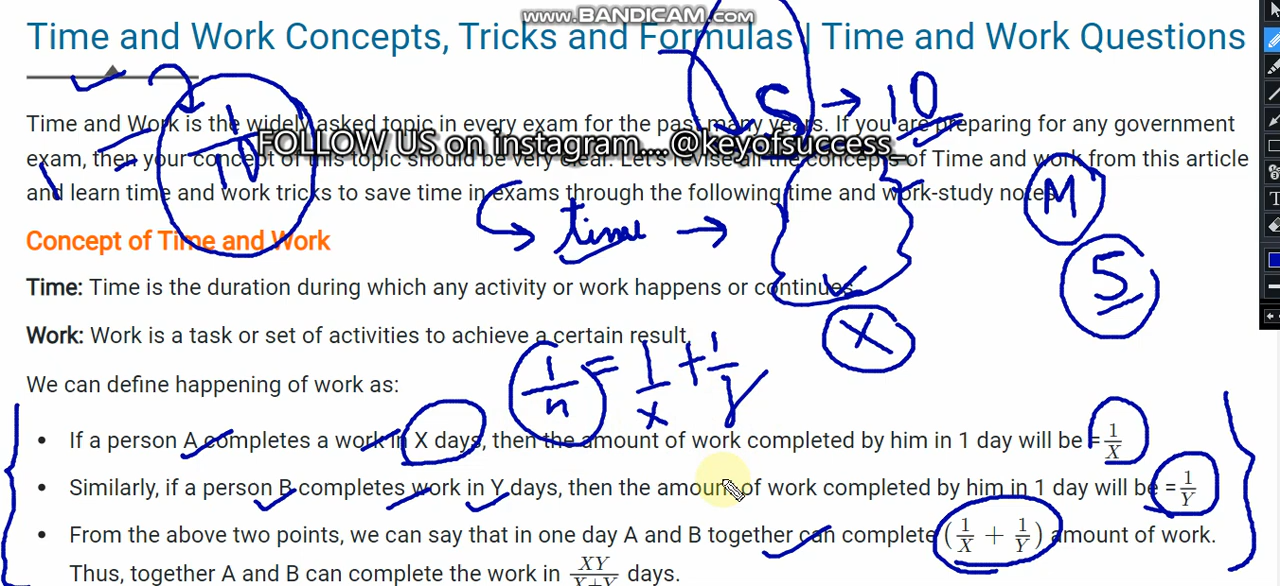 www.BANDICAM.com
Time and Work Concepts, Tricks and Formulas | Time and Work Questions
S → 10
Time and Work is the widely asked topic in every exam for the past many years. If you are preparing for any government
FOLLOW US on instagram....@keyofsuccess_
exam, then your concept of this topic should be very clear. Let's revise all the concepts of Time and work from this article
and learn time and work tricks to save time in exams through the following time and work-study notes.
M
time →
5
Concept of Time and Work
Time: Time is the duration during which any activity or work happens or continues.
X
Work: Work is a task or set of activities to achieve a certain result.
1/n = 1/x + 1/y
We can define happening of work as:
• If a person A completes a work in X days, then the amount of work completed by him in 1 day will be = 1/X
• Similarly, if a person B completes work in Y days, then the amount of work completed by him in 1 day will be = 1/Y
• From the above two points, we can say that in one day A and B together can complete (1/X + 1/Y) amount of work.
Thus, together A and B can complete the work in XY/X+Y days.